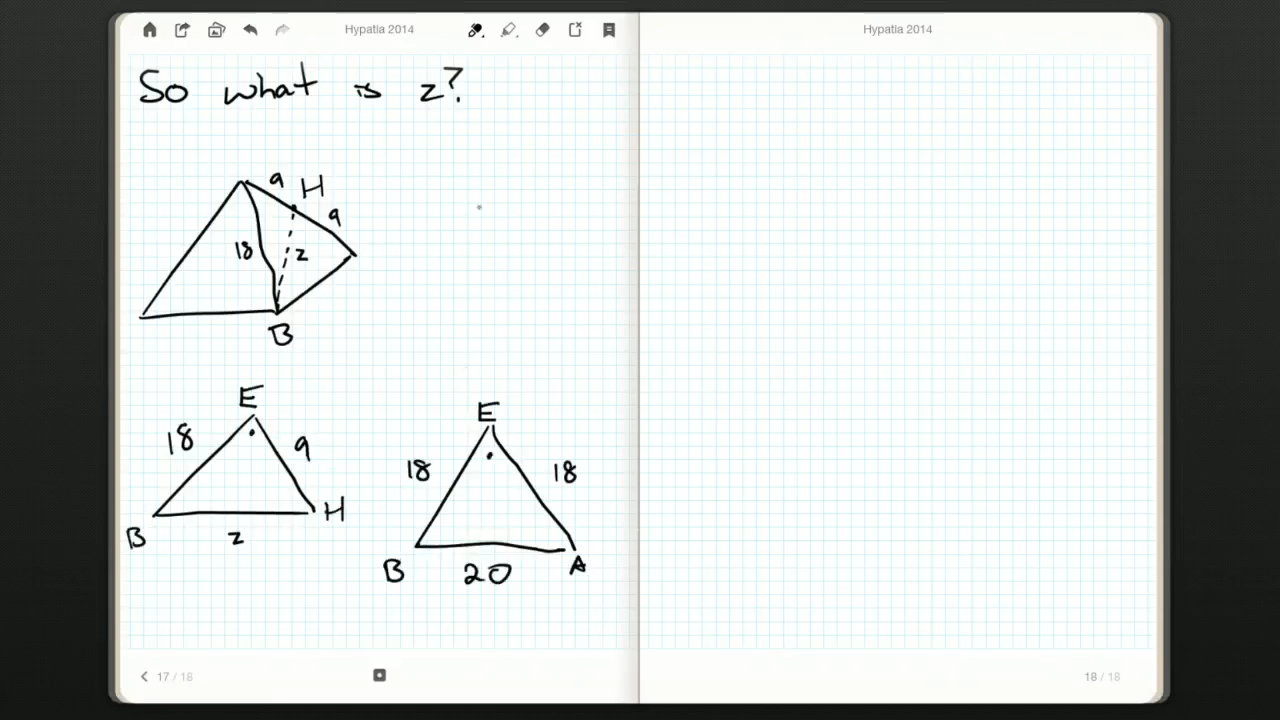 Hypatia 2014
Hypatia 2014
So what is z?
9 H
9
18 z
B
E
18 9
B z H
E
18 18
B 20 A
17 / 18
18 / 18